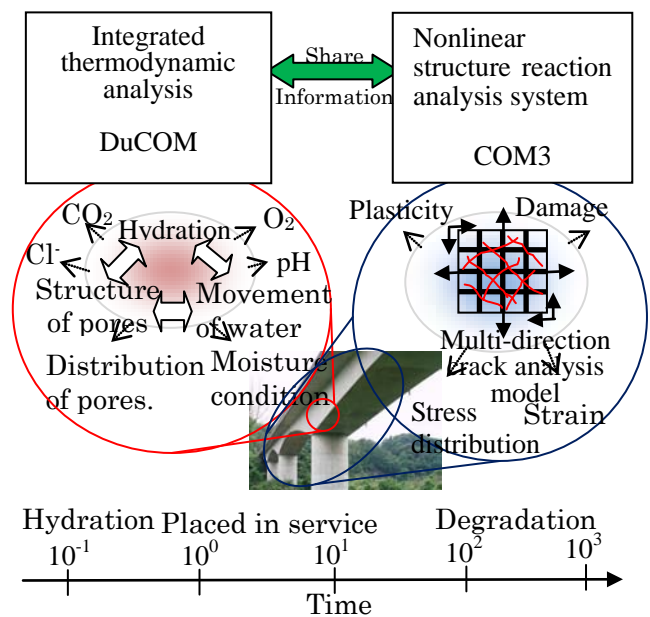 Integrated
thermodynamic
analysis
DuCOM
Share
Information
Nonlinear
structure reaction
analysis system
COM3
CO2
Hydration
O2
Cl-
pH
Structure
of pores
Movement
of water
Distribution
of pores.
Moisture
condition
Plasticity
Damage
Multi-direction
crack analysis
model
Stress
distribution
Strain
Hydration
Placed in service
Degradation
10-1
100
101
102
103
Time